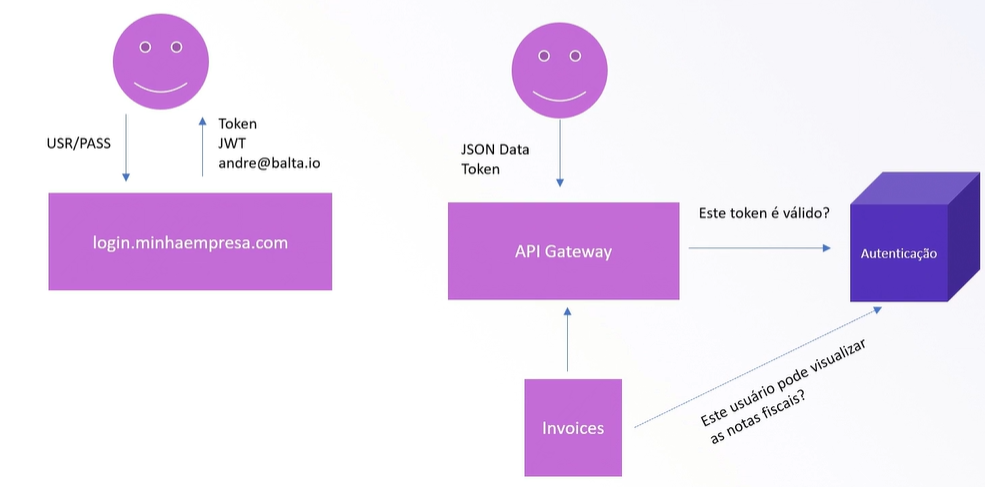 USR/PASS
Token
JWT
andre@balta.io
login.minhaempresa.com
JSON Data
Token
API Gateway
Este token é válido?
Autenticação
Invoices
Este usuário pode visualizar
as notas fiscais?